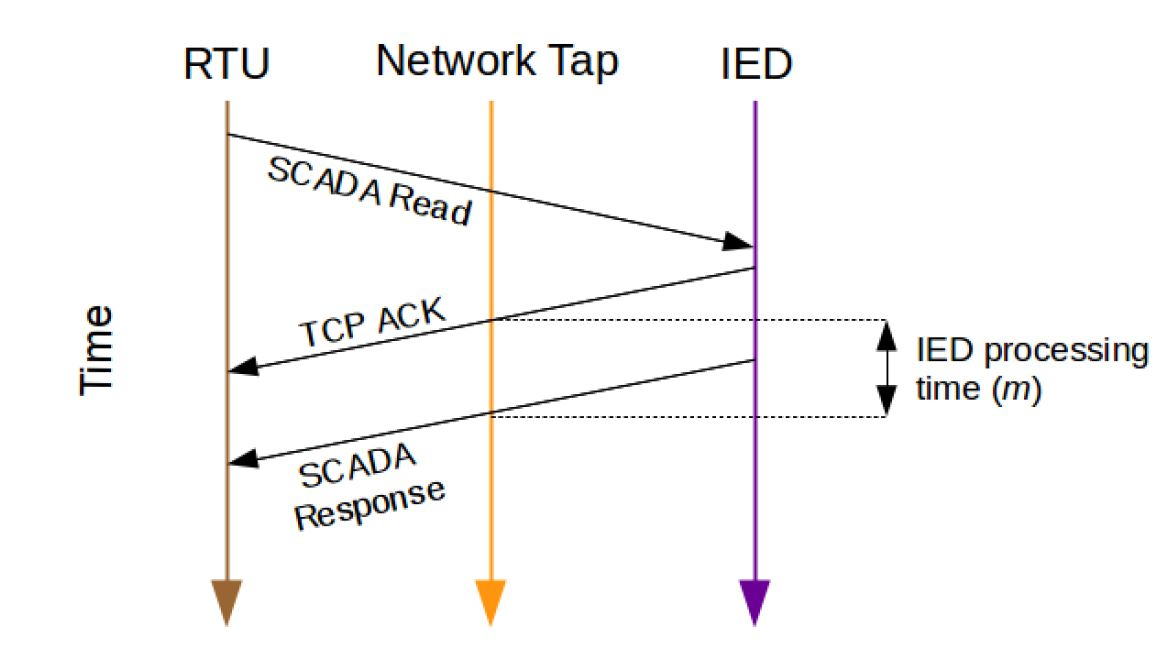 RTU
Network Tap
IED
SCADA Read
TCP ACK
Time
IED processing
time (m)
SCADA
Response